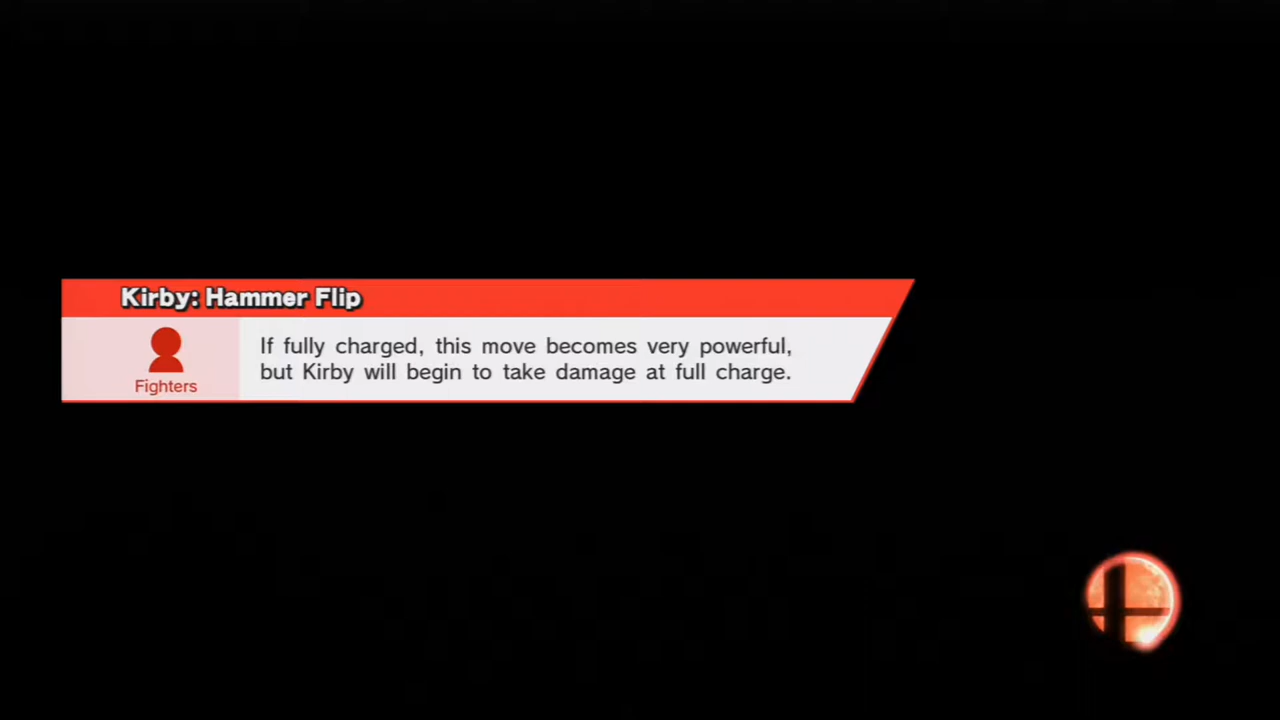 Kirby: Hammer Flip
Fighters
If fully charged, this move becomes very powerful,
but Kirby will begin to take damage at full charge.